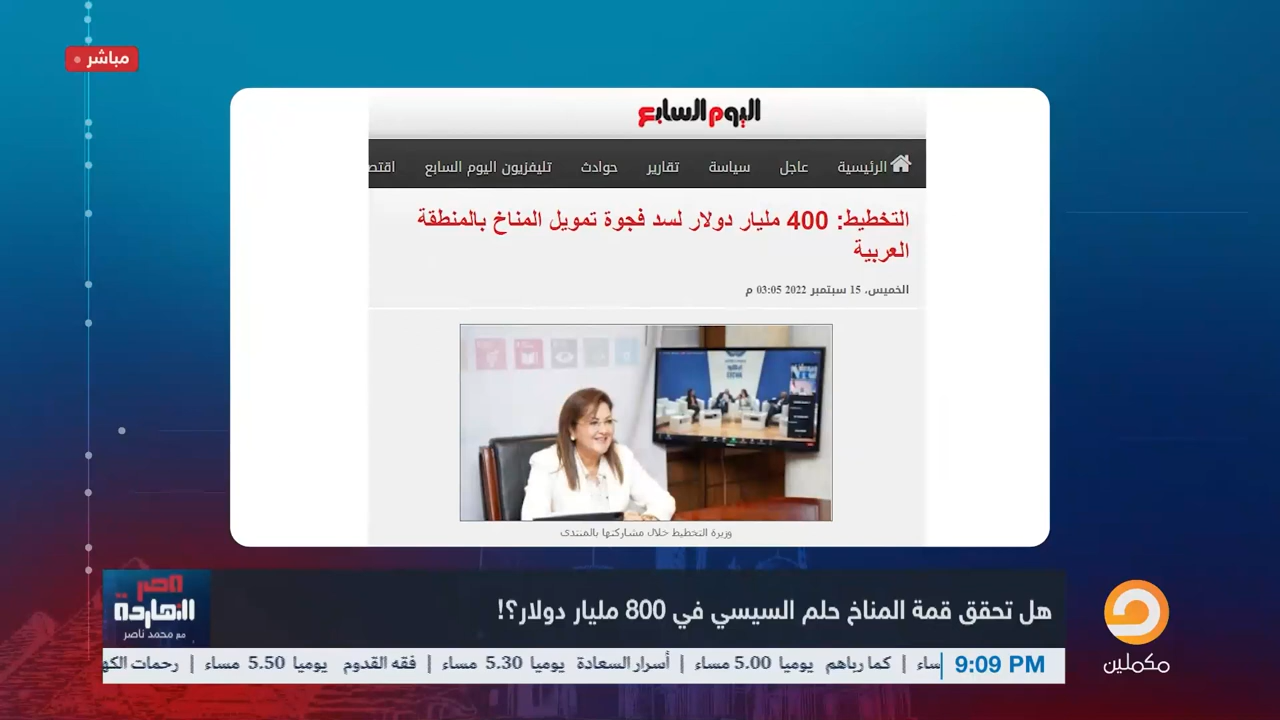 مباشر
اليوم السابع
الرئيسية عاجل سياسة تقارير حوادث تليفزيون اليوم السابع اقتص
التخطيط: 400 مليار دولار لسد فجوة تمويل المناخ بالمنطقة
العربية
الخميس، 15 سبتمبر 2022 03:05 م
وزيرة التخطيط خلال مشاركتها بالمنتدى
هل تحقق قمة المناخ حلم السيسي في 800 مليار دولار؟!
مصر
النهاردة
مع محمد ناصر
مكملين
9:09 PM
ساء | كما رباهم يوميا 5.00 مساء | أسرار السعادة يوميا 5.30 مساء | فقه القدوم يوميا 5.50 مساء | رحمات الكه